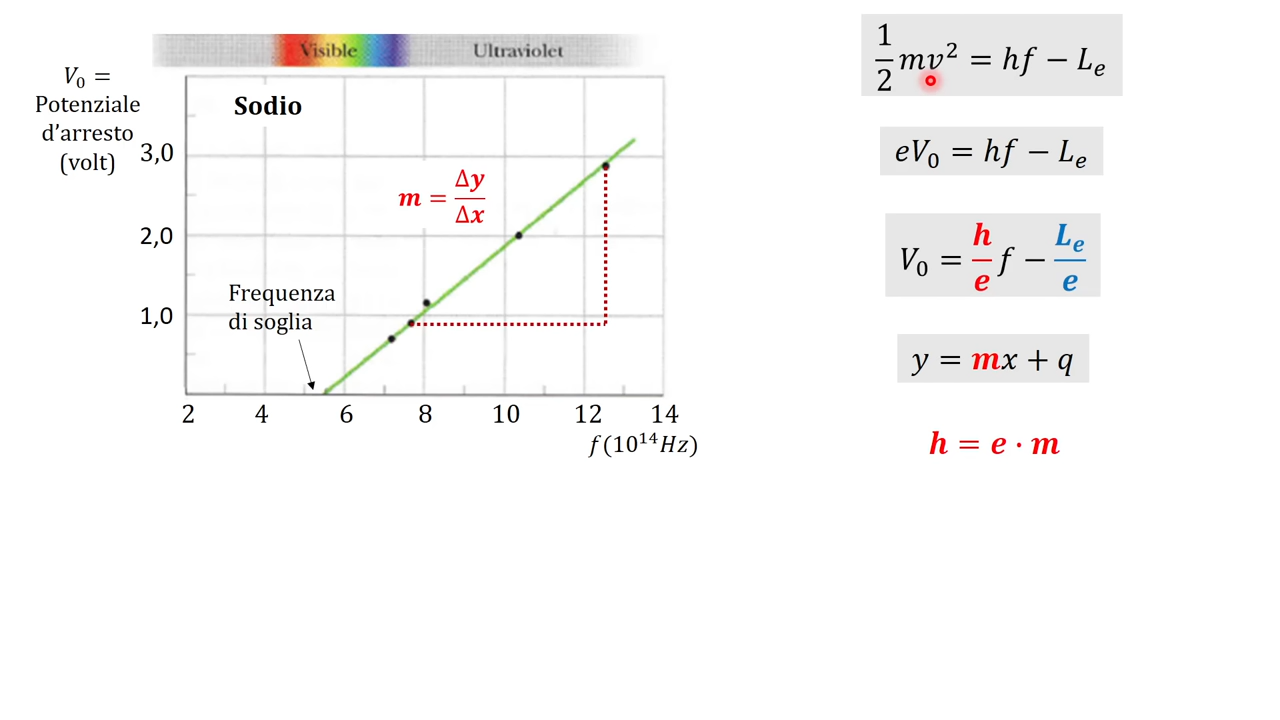 Visible
Ultraviolet
V₀ =
Potenziale
d'arresto
(volt)
Sodio
3,0
2,0
1,0
m = Δy/Δx
Frequenza
di soglia
2 4 6 8 10 12 14
f(10¹⁴Hz)
1/2 mv² = hf − Lₑ
eV₀ = hf − Lₑ
V₀ = h/e f − Lₑ/e
y = mx + q
h = e · m